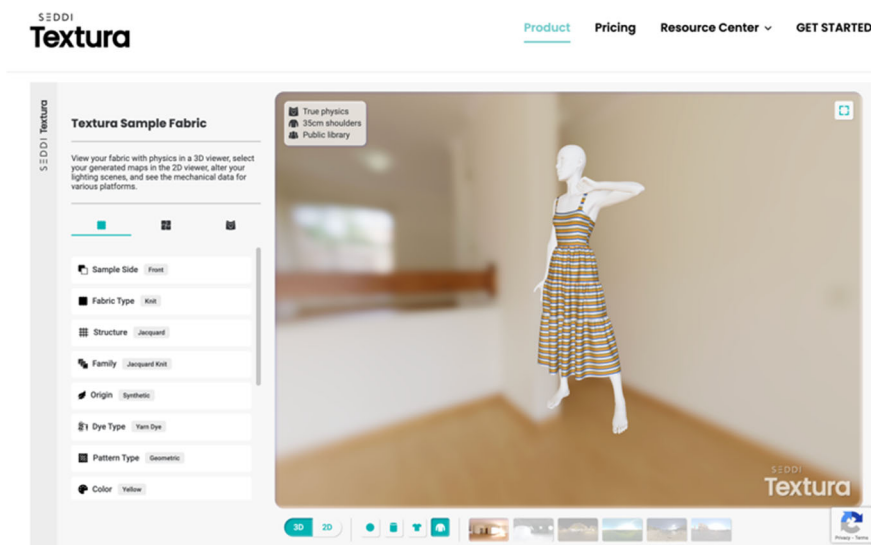 SEDDI
Textura
Product
Pricing
Resource Center
GET STARTED
SEDDI Textura
Textura Sample Fabric
View your fabric with physics in a 3D viewer, select
your generated maps in the 2D viewer, alter your
lighting scenes, and see the mechanical data for
various platforms.
Sample Side Front
Fabric Type Knit
Structure Jacquard
Family Jacquard Knit
Origin Synthetic
Dye Type Yarn Dye
Pattern Type Geometric
Color Yellow
True physics
35cm shoulders
Public library
SEDDI
Textura
3D 2D
Privacy - Terms